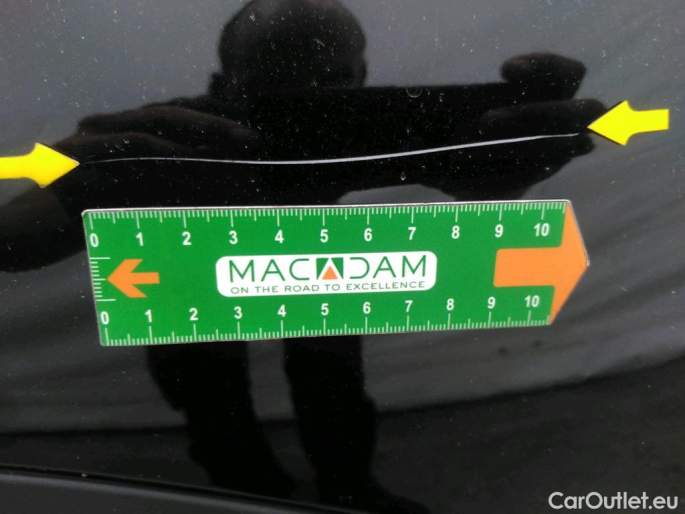 0 1 2 3 4 5 6 7 8 9 10
MACADAM
ON THE ROAD TO EXCELLENCE
0 1 2 3 4 5 6 7 8 9 10
CarOutlet.eu